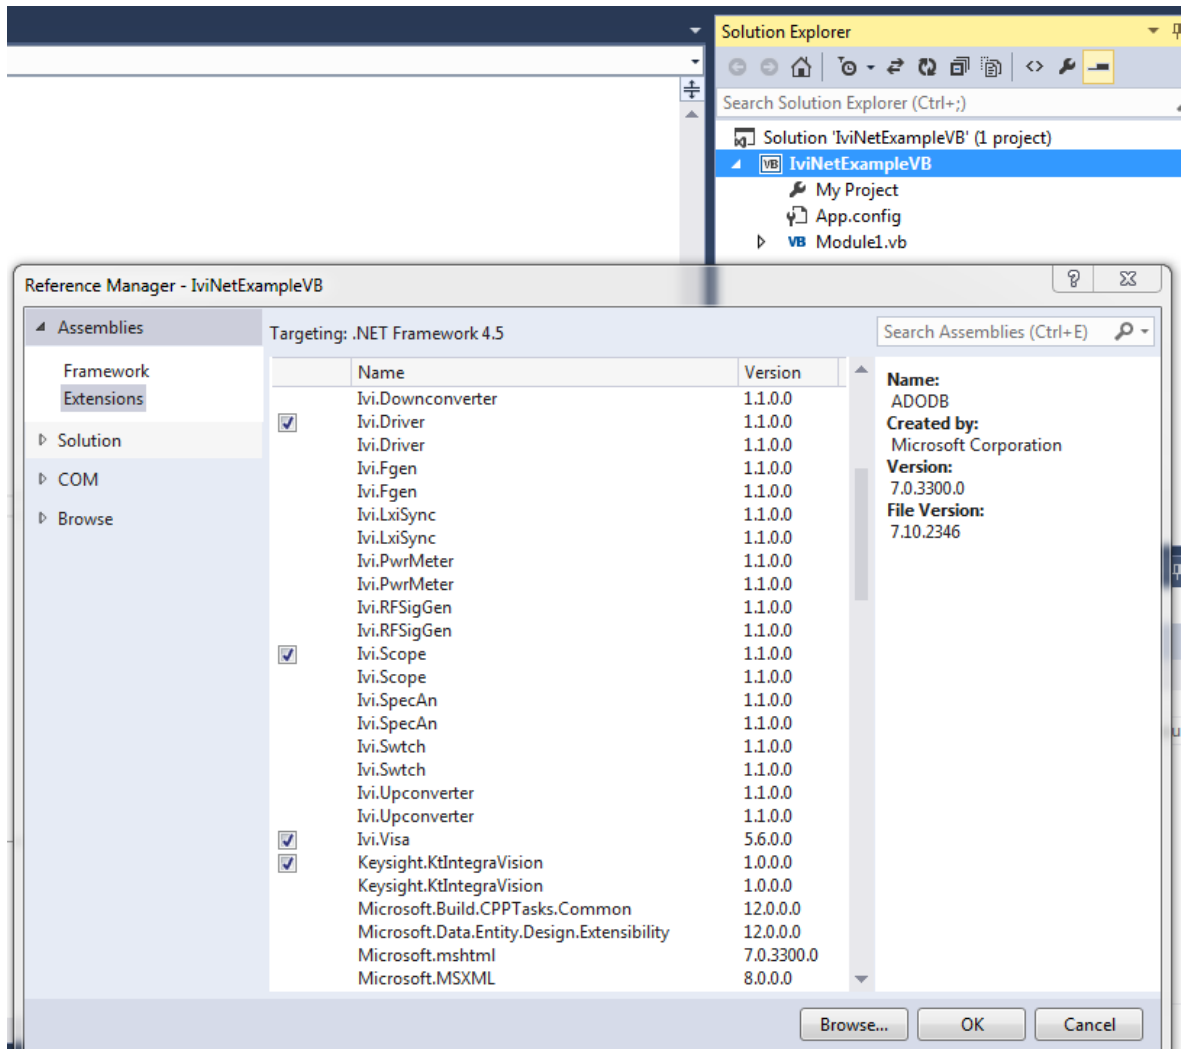 Solution Explorer
Search Solution Explorer (Ctrl+;)
Solution 'IviNetExampleVB' (1 project)
VB IviNetExampleVB
My Project
App.config
VB Module1.vb
Reference Manager - IviNetExampleVB
Assemblies
Framework
Extensions
Solution
COM
Browse
Targeting: .NET Framework 4.5
Search Assemblies (Ctrl+E)
Name Version
Ivi.Downconverter 1.1.0.0
Ivi.Driver 1.1.0.0
Ivi.Driver 1.1.0.0
Ivi.Fgen 1.1.0.0
Ivi.Fgen 1.1.0.0
Ivi.LxiSync 1.1.0.0
Ivi.LxiSync 1.1.0.0
Ivi.PwrMeter 1.1.0.0
Ivi.PwrMeter 1.1.0.0
Ivi.RFSigGen 1.1.0.0
Ivi.RFSigGen 1.1.0.0
Ivi.Scope 1.1.0.0
Ivi.Scope 1.1.0.0
Ivi.SpecAn 1.1.0.0
Ivi.SpecAn 1.1.0.0
Ivi.Swtch 1.1.0.0
Ivi.Swtch 1.1.0.0
Ivi.Upconverter 1.1.0.0
Ivi.Upconverter 1.1.0.0
Ivi.Visa 5.6.0.0
Keysight.KtIntegraVision 1.0.0.0
Keysight.KtIntegraVision 1.0.0.0
Microsoft.Build.CPPTasks.Common 12.0.0.0
Microsoft.Data.Entity.Design.Extensibility 12.0.0.0
Microsoft.mshtml 7.0.3300.0
Microsoft.MSXML 8.0.0.0
Name:
ADODB
Created by:
Microsoft Corporation
Version:
7.0.3300.0
File Version:
7.10.2346
Browse...
OK
Cancel